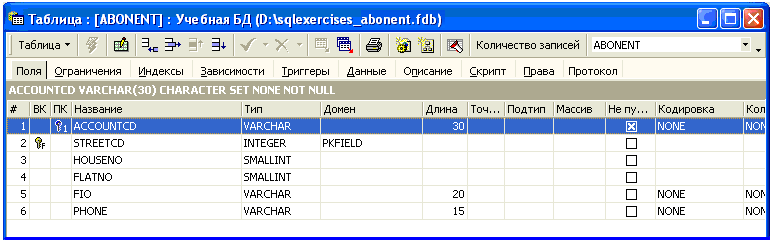 Таблица : [ABONENT] : Учебная БД (D:\sqlexercises_abonent.fdb)
Таблица Количество записей ABONENT
Поля Ограничения Индексы Зависимости Триггеры Данные Описание Скрипт Права Протокол
ACCOUNTCD VARCHAR(30) CHARACTER SET NONE NOT NULL
# ВК ПК Название Тип Домен Длина Точ... Подтип Массив Не пу... Кодировка Кол
1 1 ACCOUNTCD VARCHAR 30 NONE NON
2 F STREETCD INTEGER PKFIELD
3 HOUSENO SMALLINT
4 FLATNO SMALLINT
5 FIO VARCHAR 20 NONE NON
6 PHONE VARCHAR 15 NONE NON